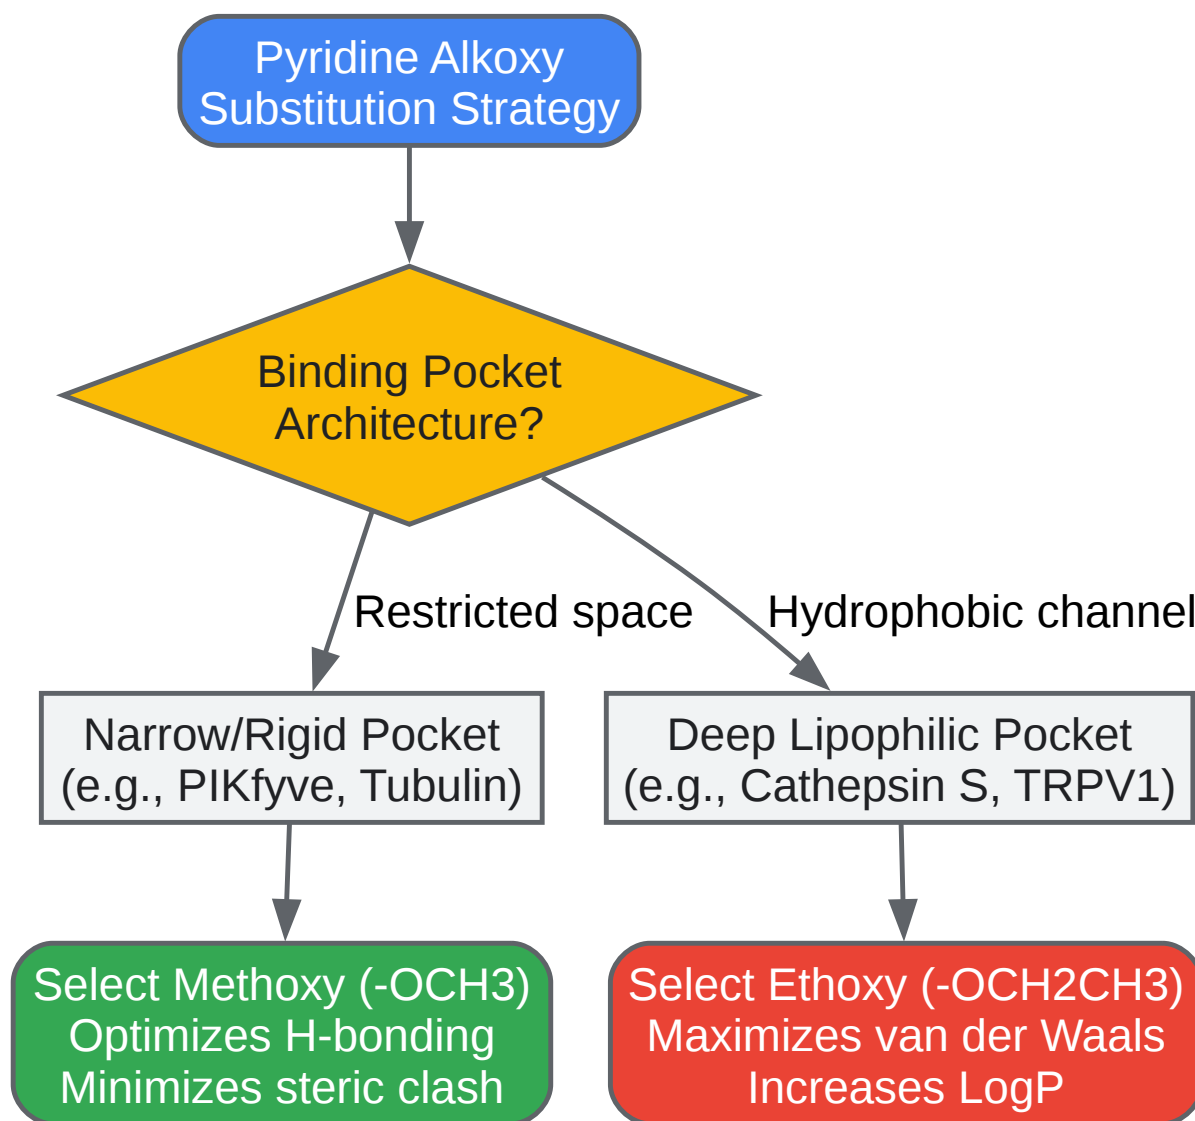 Pyridine Alkoxy
Substitution Strategy
Binding Pocket
Architecture?
Restricted space
Hydrophobic channel
Narrow/Rigid Pocket
(e.g., PIKfyve, Tubulin)
Deep Lipophilic Pocket
(e.g., Cathepsin S, TRPV1)
Select Methoxy (-OCH3)
Optimizes H-bonding
Minimizes steric clash
Select Ethoxy (-OCH2CH3)
Maximizes van der Waals
Increases LogP